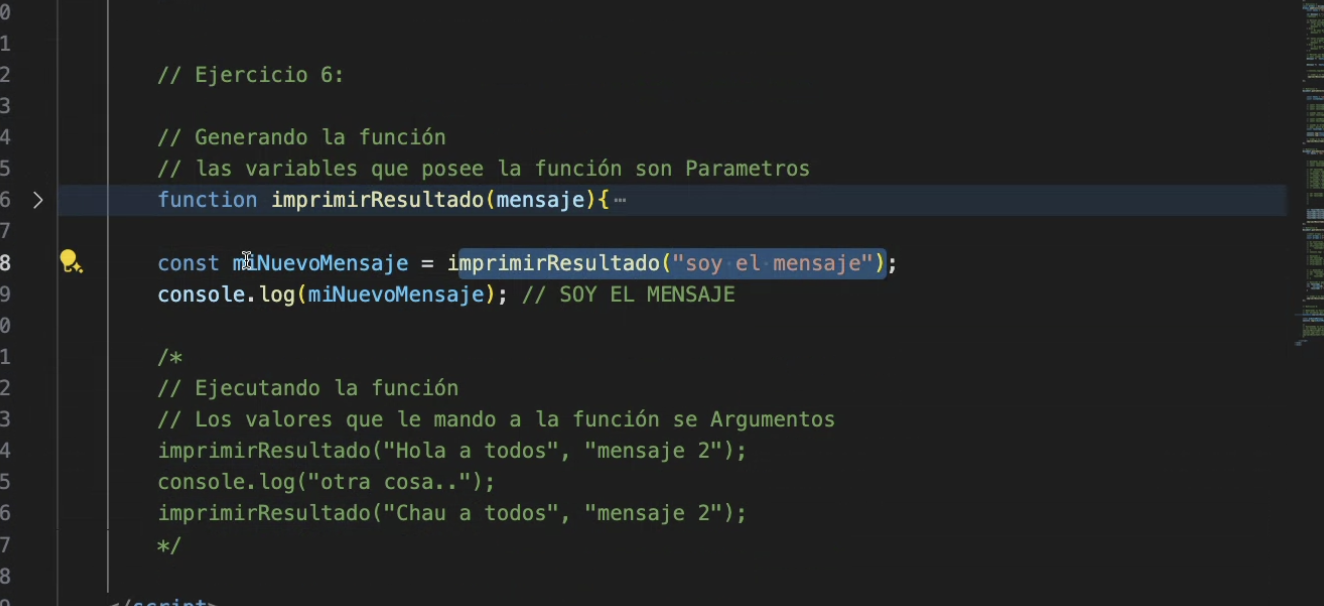 0
1
2 // Ejercicio 6:
3
4 // Generando la función
5 // las variables que posee la función son Parametros
6 function imprimirResultado(mensaje){ ⋯
7
8 const miNuevoMensaje = imprimirResultado("soy el mensaje");
9 console.log(miNuevoMensaje); // SOY EL MENSAJE
0
1 /*
2 // Ejecutando la función
3 // Los valores que le mando a la función se Argumentos
4 imprimirResultado("Hola a todos", "mensaje 2");
5 console.log("otra cosa..");
6 imprimirResultado("Chau a todos", "mensaje 2");
7 */
8
9 </script>